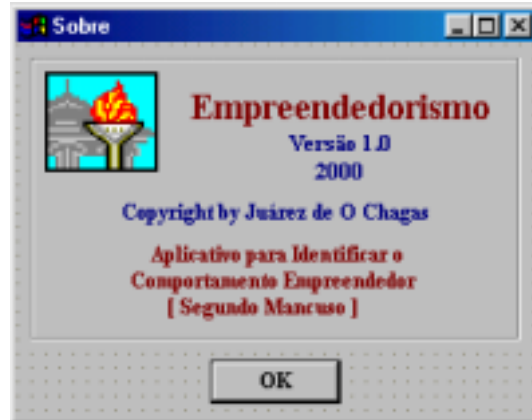 Sobre
Empreendedorismo
Versão 1.0
2000
Copyright by Juárez de O Chagas
Aplicativo para Identificar o
Comportamento Empreendedor
[ Segundo Mancuso ]
OK